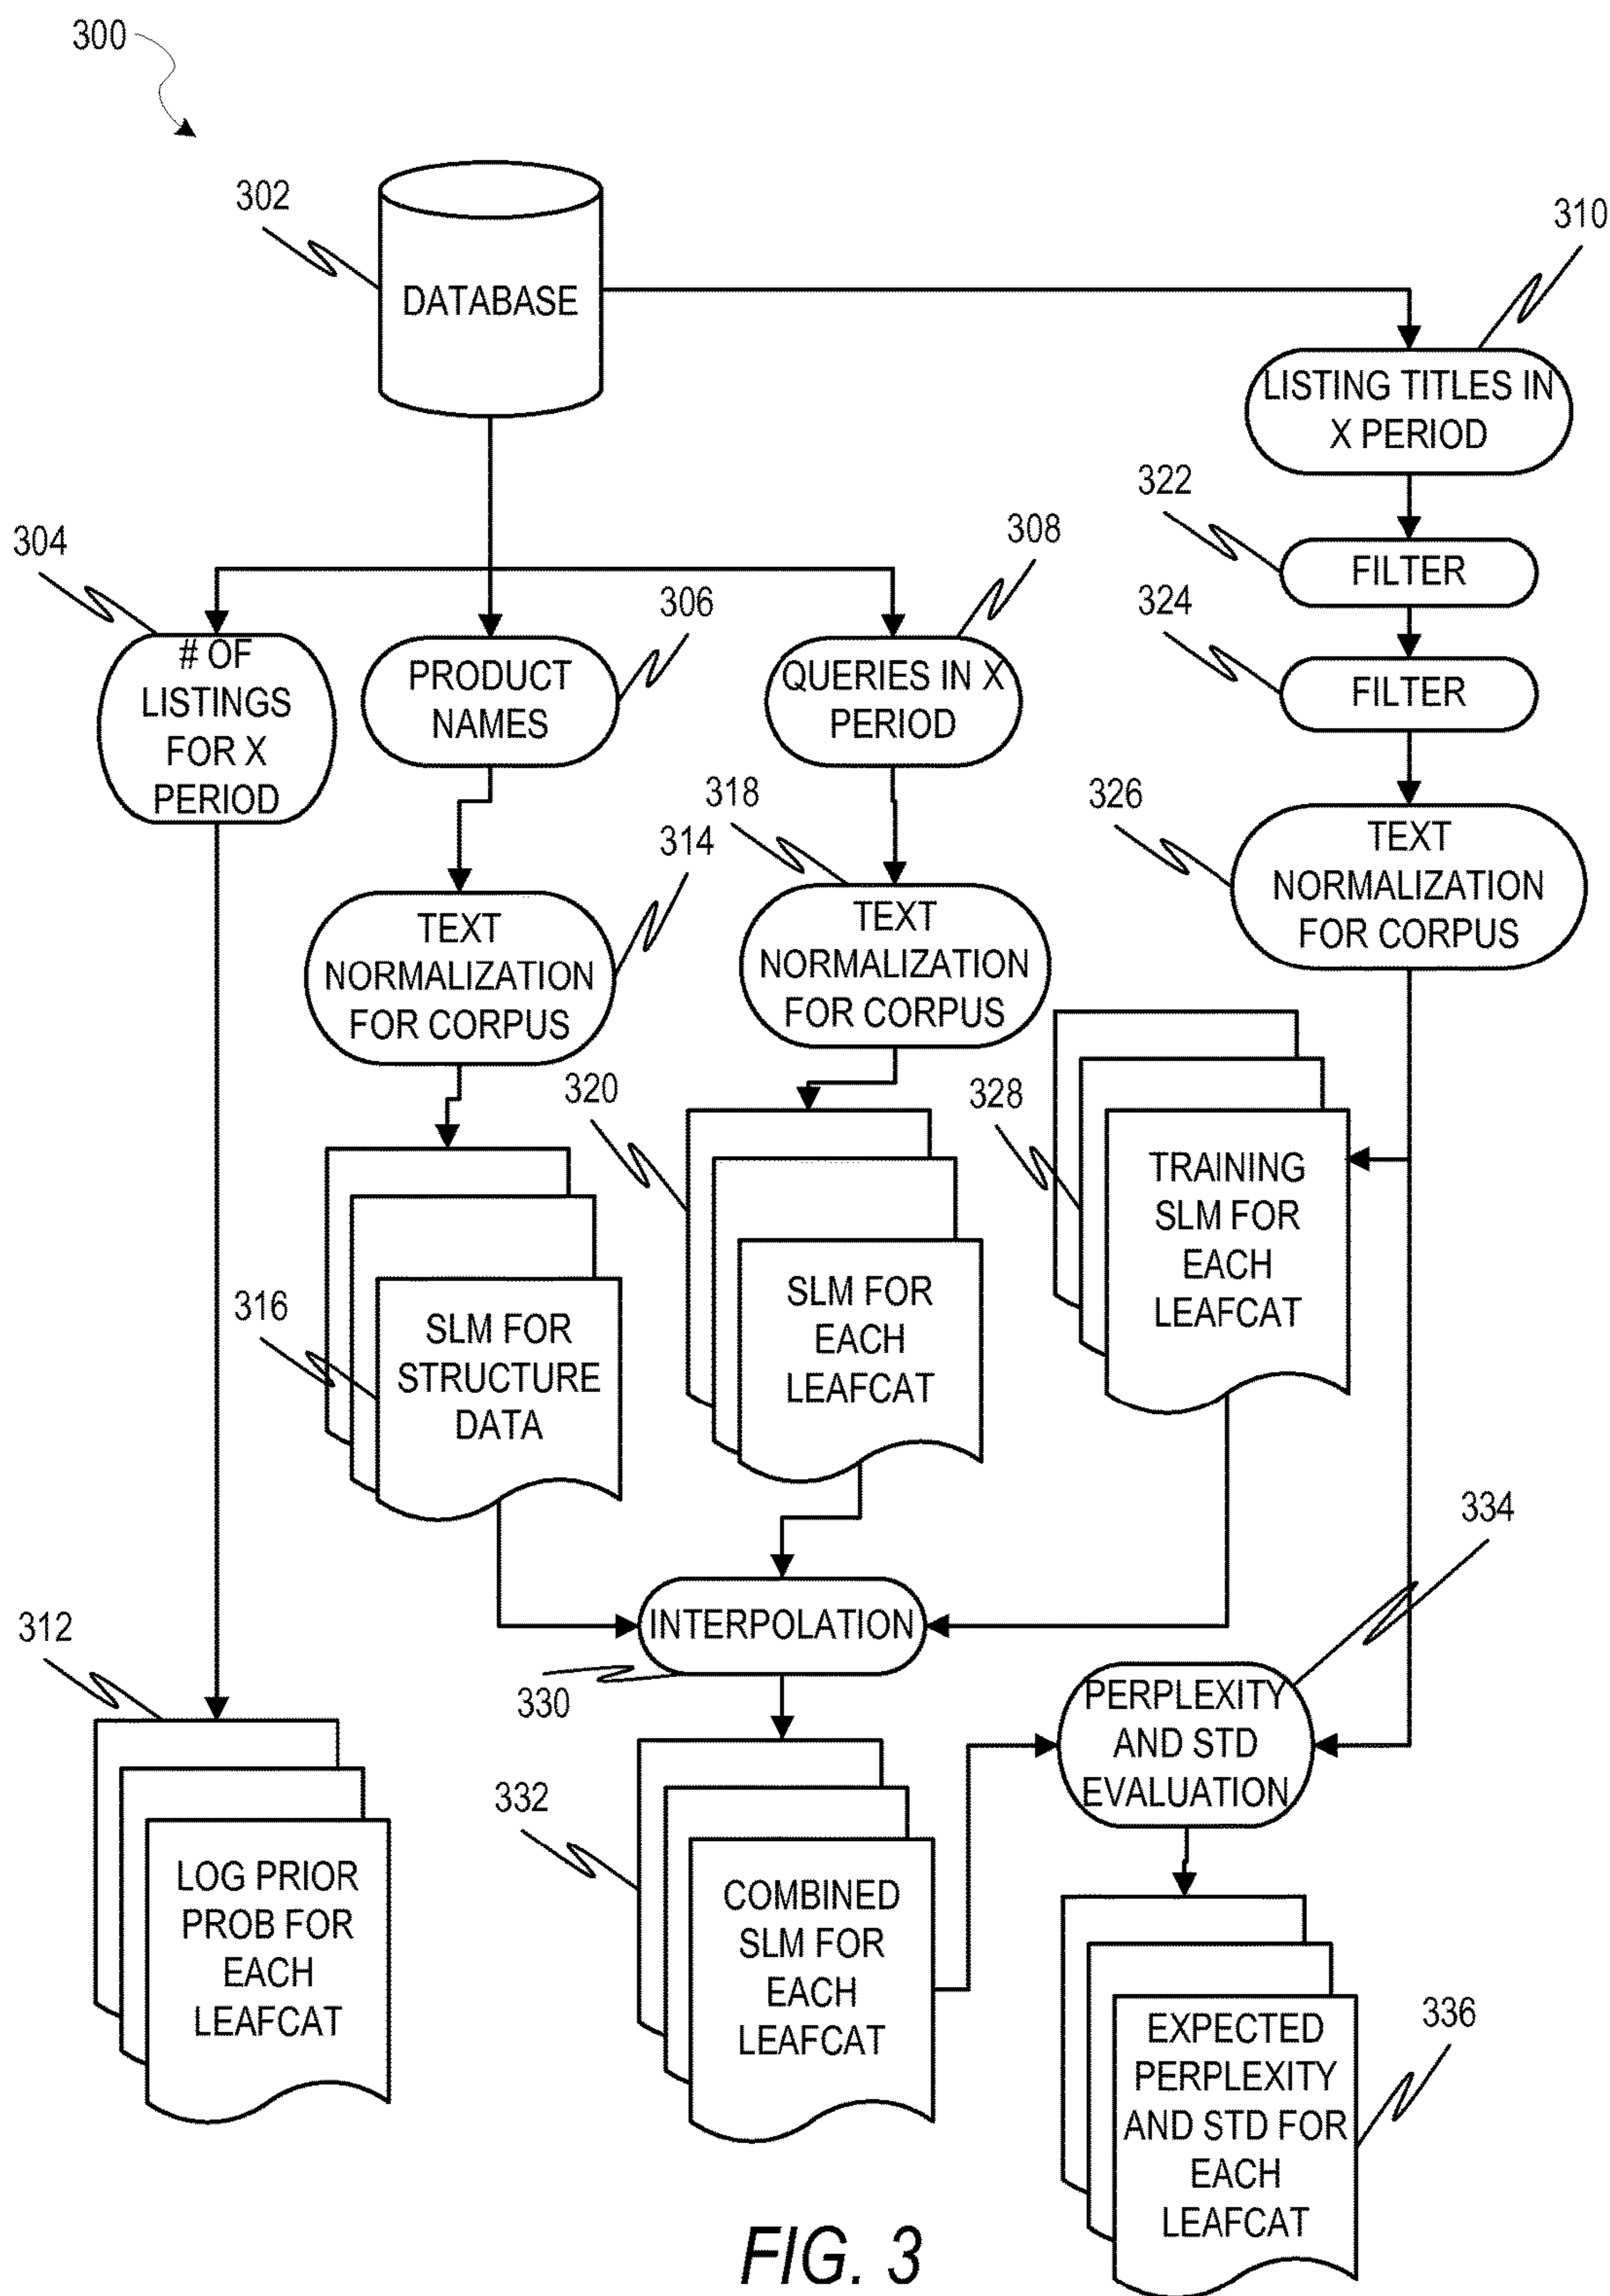 300
302
DATABASE
310
LISTING TITLES IN
X PERIOD
322
FILTER
324
FILTER
304
# OF
LISTINGS
FOR X
PERIOD
306
PRODUCT
NAMES
308
QUERIES IN X
PERIOD
326
TEXT
NORMALIZATION
FOR CORPUS
314
TEXT
NORMALIZATION
FOR CORPUS
318
TEXT
NORMALIZATION
FOR CORPUS
316
SLM FOR
STRUCTURE
DATA
320
SLM FOR
EACH
LEAFCAT
328
TRAINING
SLM FOR
EACH
LEAFCAT
INTERPOLATION
330
334
PERPLEXITY
AND STD
EVALUATION
312
LOG PRIOR
PROB FOR
EACH
LEAFCAT
332
COMBINED
SLM FOR
EACH
LEAFCAT
336
EXPECTED
PERPLEXITY
AND STD FOR
EACH
LEAFCAT
FIG. 3